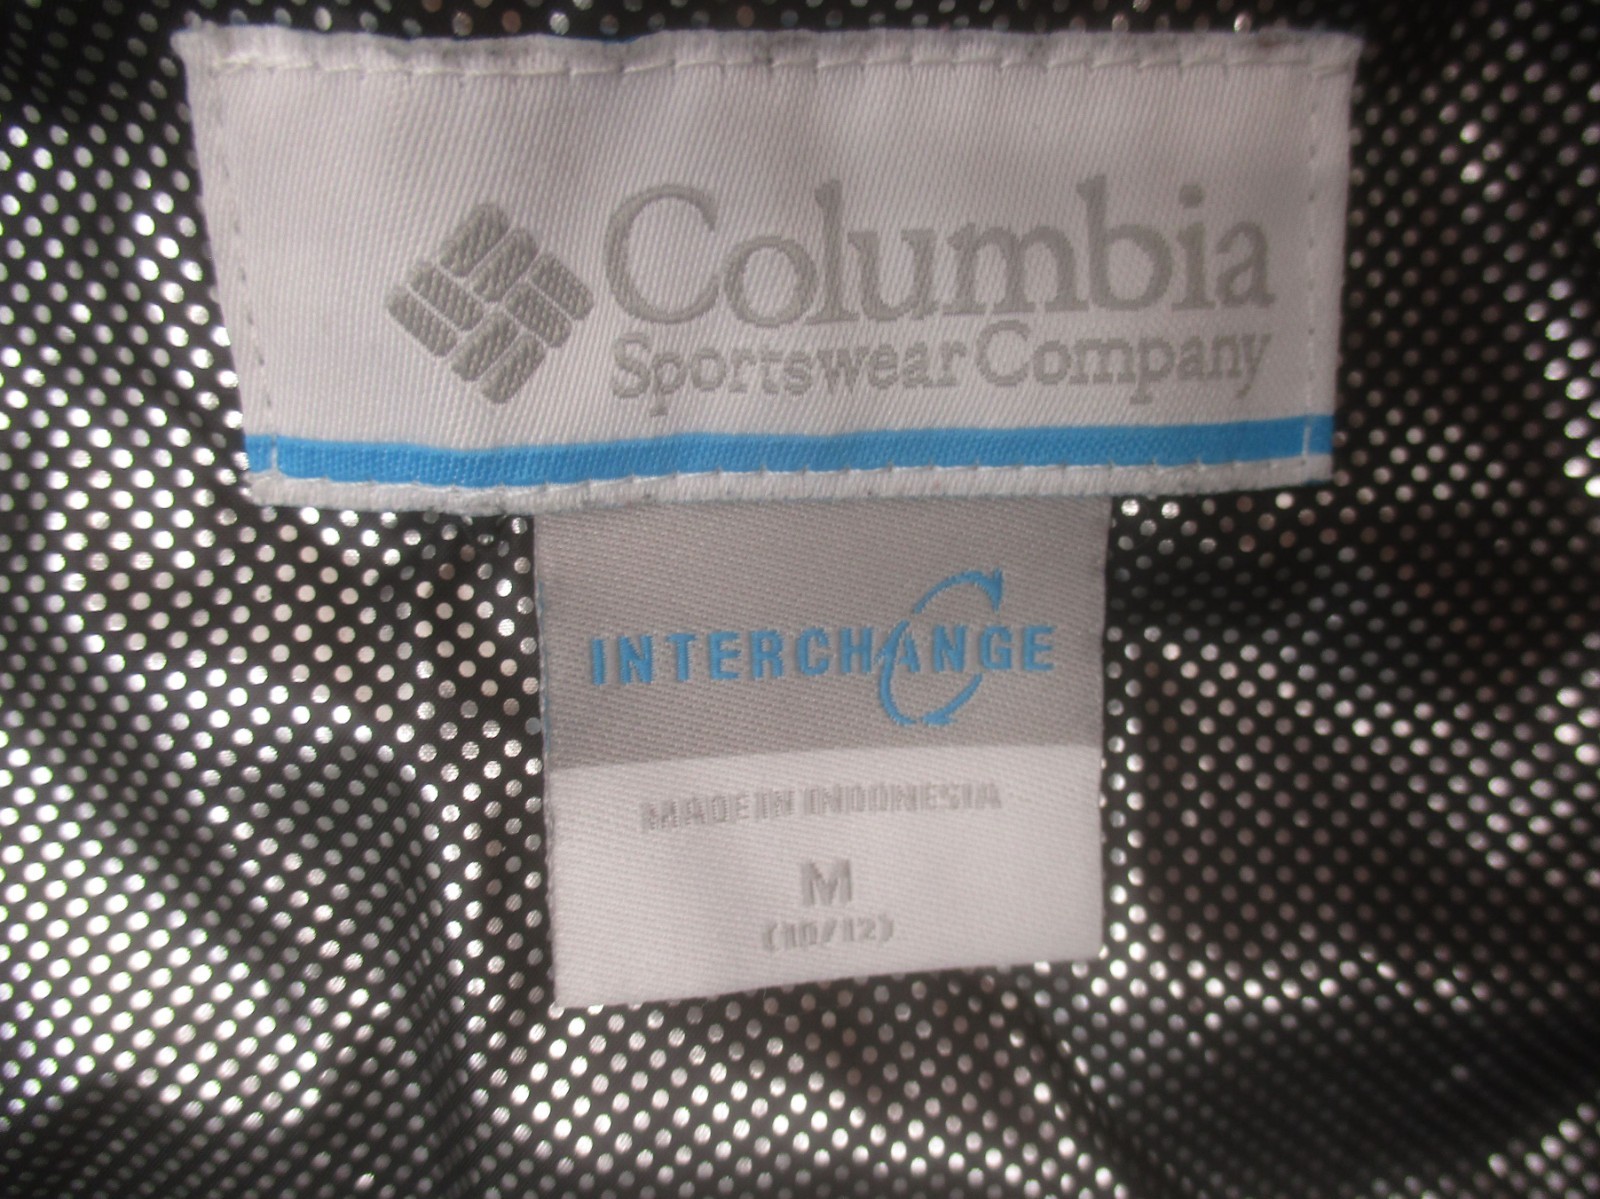 Columbia
Sportswear Company
INTERCHANGE
MADE IN INDONESIA
M
(10/12)